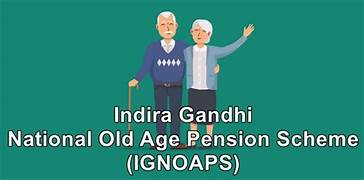 Indira Gandhi
National Old Age Pension Scheme
(IGNOAPS)